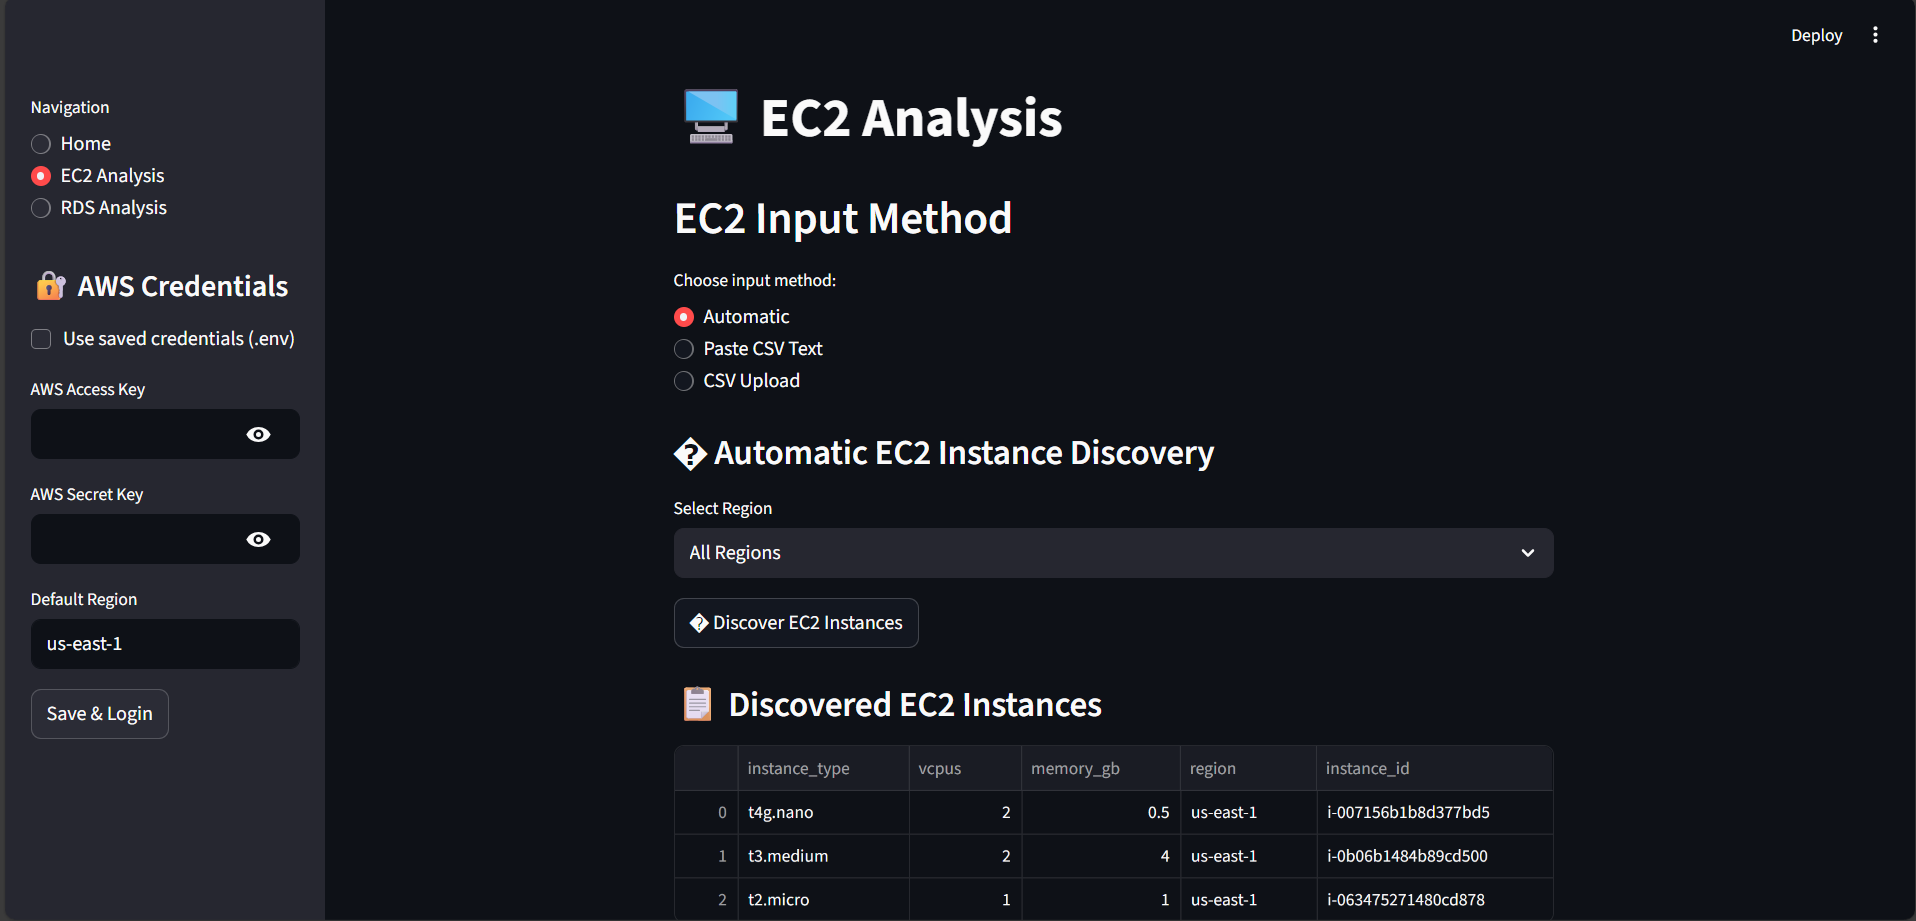 Deploy
Navigation
Home
EC2 Analysis
RDS Analysis
AWS Credentials
Use saved credentials (.env)
AWS Access Key
AWS Secret Key
Default Region
us-east-1
Save & Login
EC2 Analysis
EC2 Input Method
Choose input method:
Automatic
Paste CSV Text
CSV Upload
� Automatic EC2 Instance Discovery
Select Region
All Regions
� Discover EC2 Instances
Discovered EC2 Instances
instance_type vcpus memory_gb region instance_id
0 t4g.nano 2 0.5 us-east-1 i-007156b1b8d377bd5
1 t3.medium 2 4 us-east-1 i-0b06b1484b89cd500
2 t2.micro 1 1 us-east-1 i-063475271480cd878